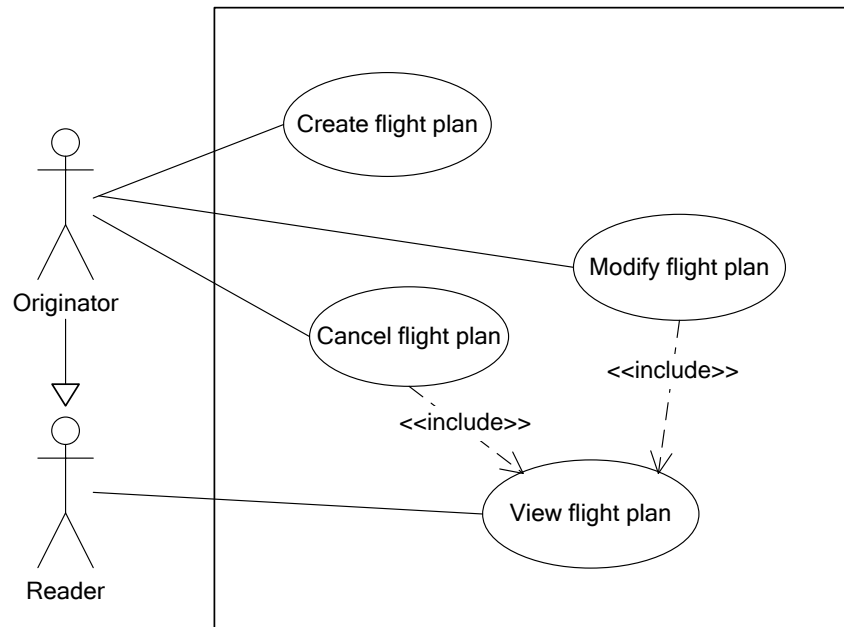 Create flight plan
Modify flight plan
Originator
Cancel flight plan
<<include>>
<<include>>
View flight plan
Reader